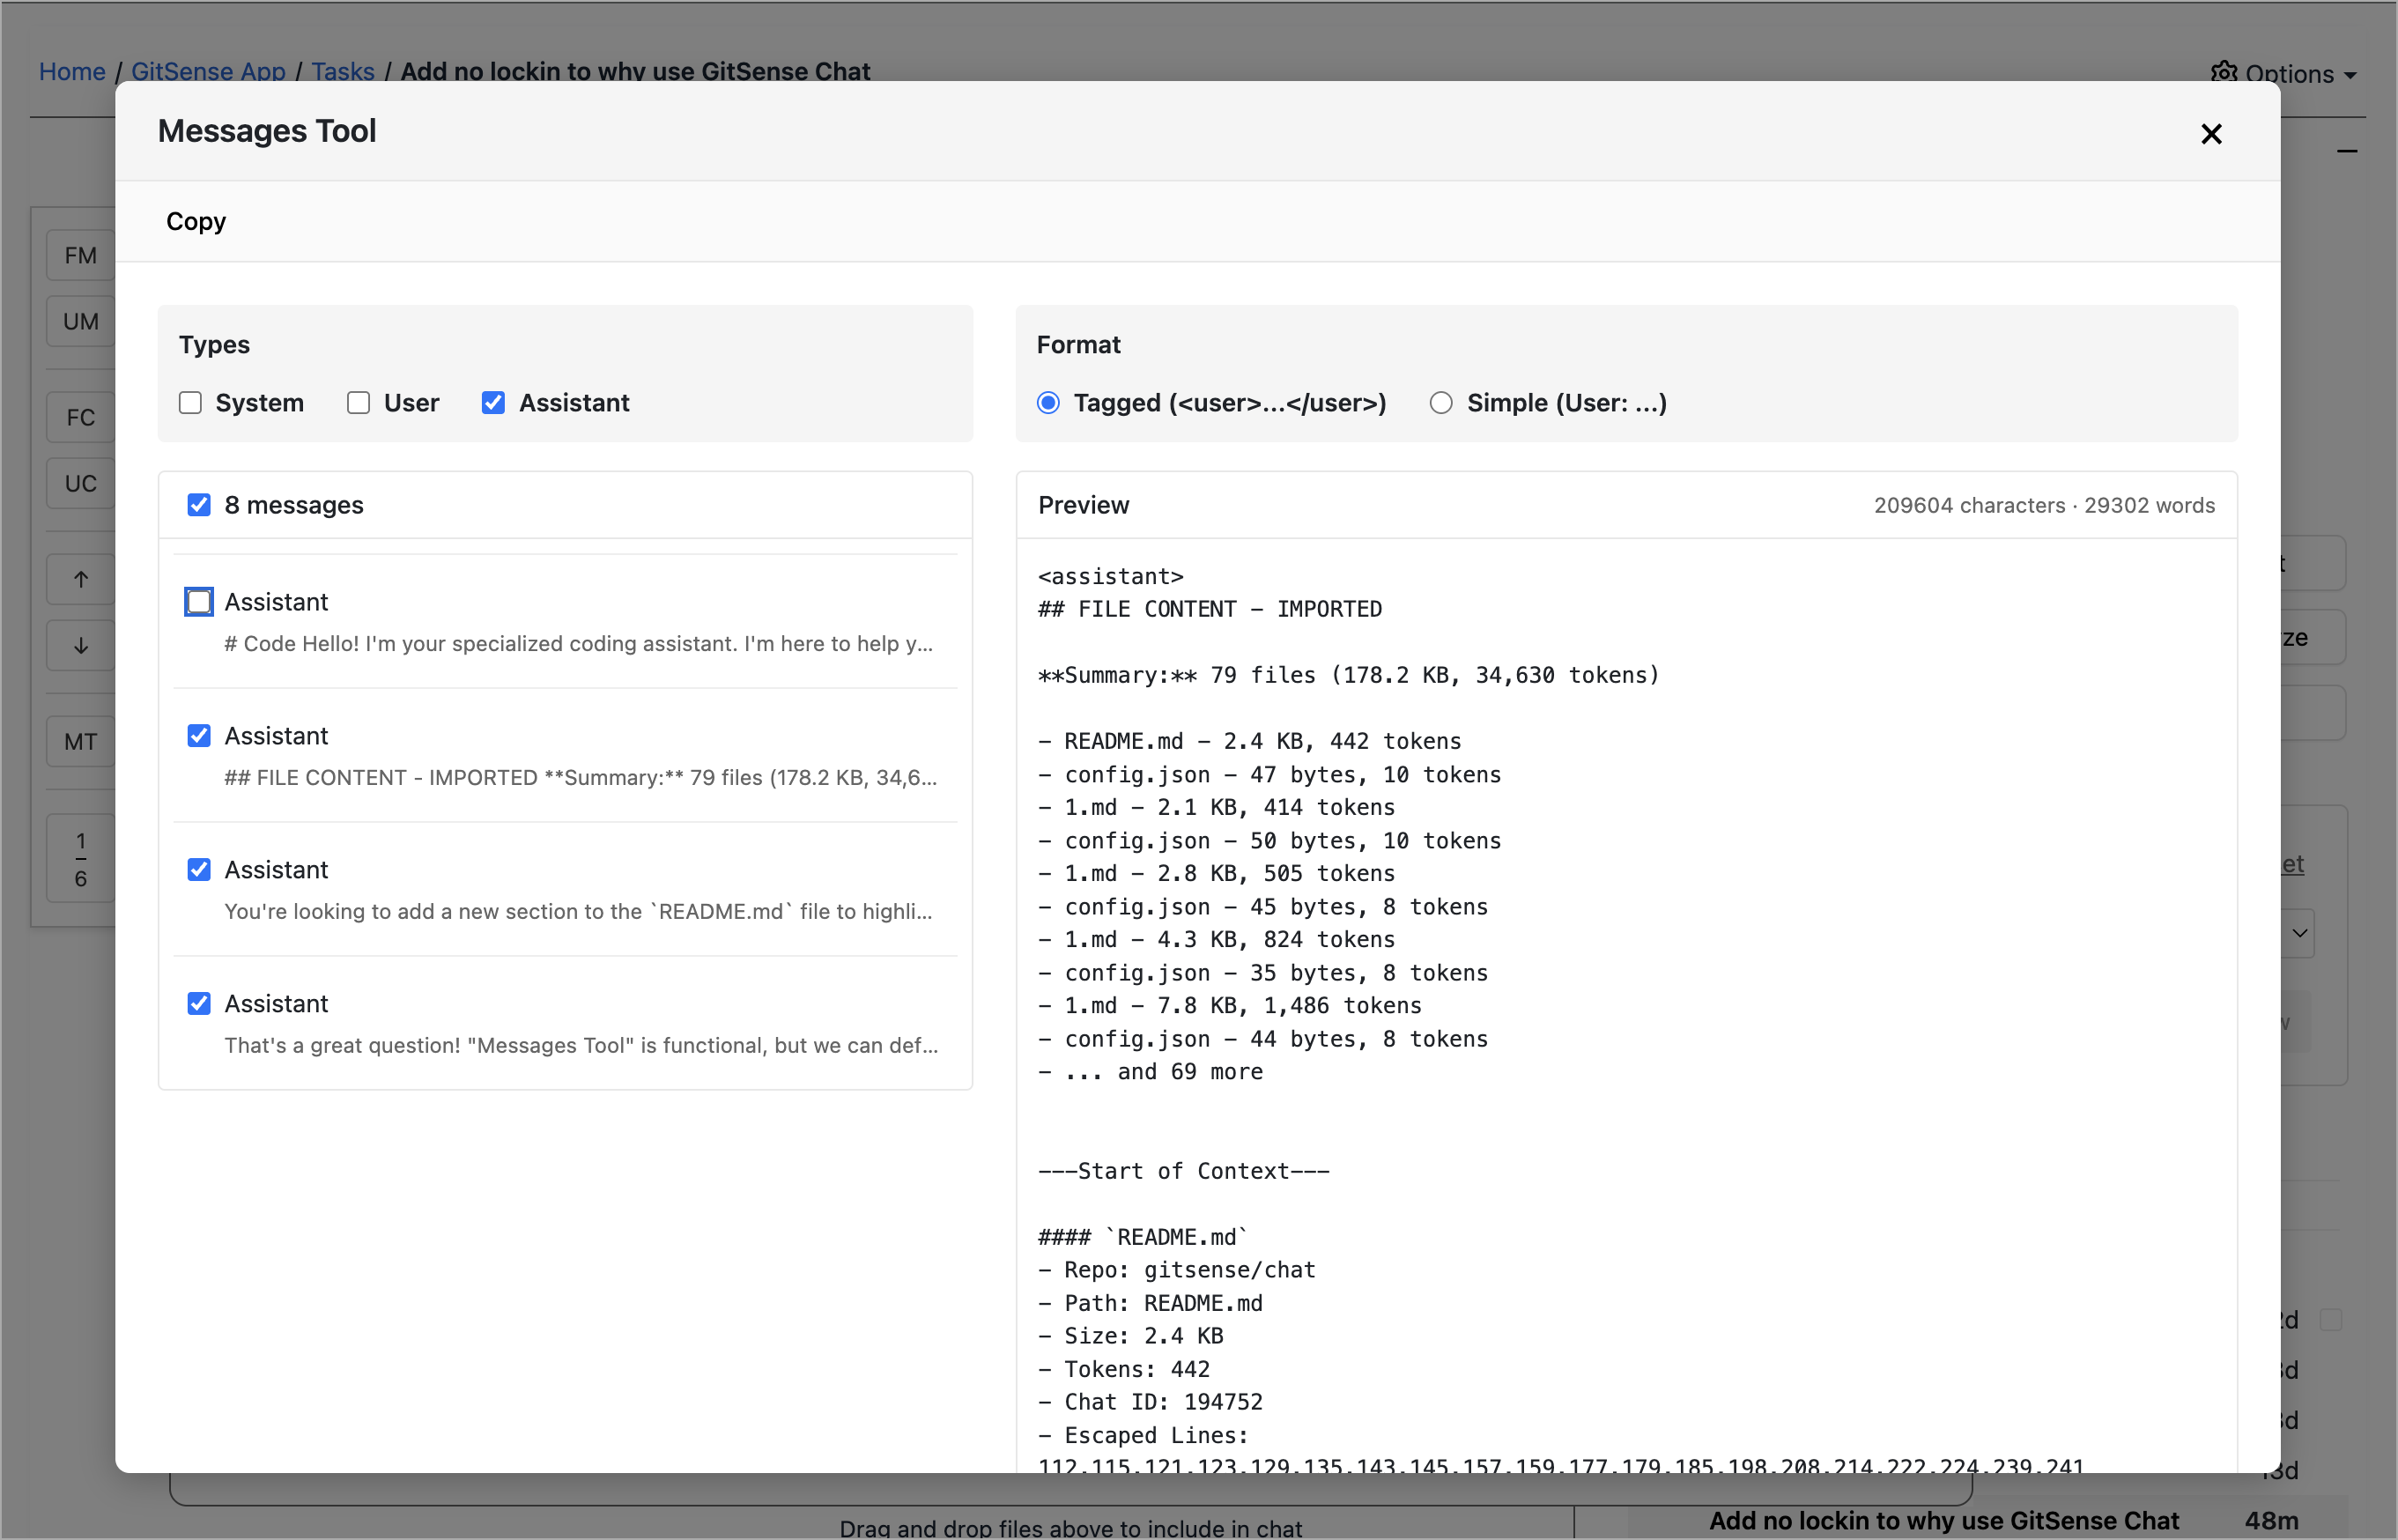 Home / GitSense App / Tasks / Add no lockin to why use GitSense Chat
Options
Messages Tool
Copy
FM
UM
FC
UC
↑
↓
MT
1
6
Types
System
User
Assistant
Format
Tagged (<user>...</user>)
Simple (User: ...)
8 messages
Assistant
# Code Hello! I'm your specialized coding assistant. I'm here to help y...
Assistant
## FILE CONTENT - IMPORTED **Summary:** 79 files (178.2 KB, 34,6...
Assistant
You're looking to add a new section to the `README.md` file to highli...
Assistant
That's a great question! "Messages Tool" is functional, but we can def...
Preview
209604 characters · 29302 words
<assistant>
## FILE CONTENT – IMPORTED
**Summary:** 79 files (178.2 KB, 34,630 tokens)
– README.md – 2.4 KB, 442 tokens
– config.json – 47 bytes, 10 tokens
– 1.md – 2.1 KB, 414 tokens
– config.json – 50 bytes, 10 tokens
– 1.md – 2.8 KB, 505 tokens
– config.json – 45 bytes, 8 tokens
– 1.md – 4.3 KB, 824 tokens
– config.json – 35 bytes, 8 tokens
– 1.md – 7.8 KB, 1,486 tokens
– config.json – 44 bytes, 8 tokens
– ... and 69 more
---Start of Context---
#### `README.md`
– Repo: gitsense/chat
– Path: README.md
– Size: 2.4 KB
– Tokens: 442
– Chat ID: 194752
– Escaped Lines:
112,115,121,123,129,135,143,145,157,159,177,179,185,198,208,214,222,224,239,241
Drag and drop files above to include in chat
Add no lockin to why use GitSense Chat
48m